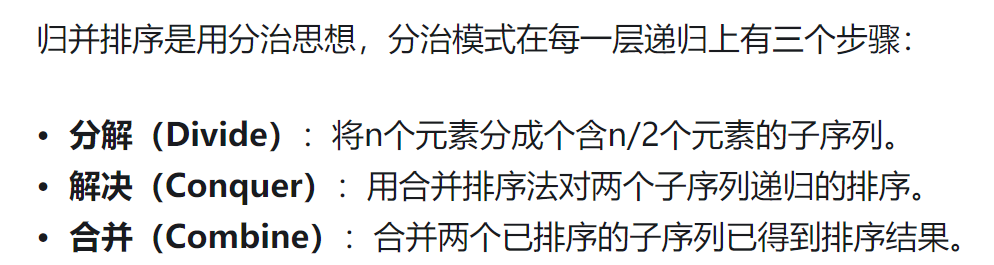 归并排序是用分治思想，分治模式在每一层递归上有三个步骤：
• 分解（Divide）：将n个元素分成个含n/2个元素的子序列。
• 解决（Conquer）：用合并排序法对两个子序列递归的排序。
• 合并（Combine）：合并两个已排序的子序列已得到排序结果。